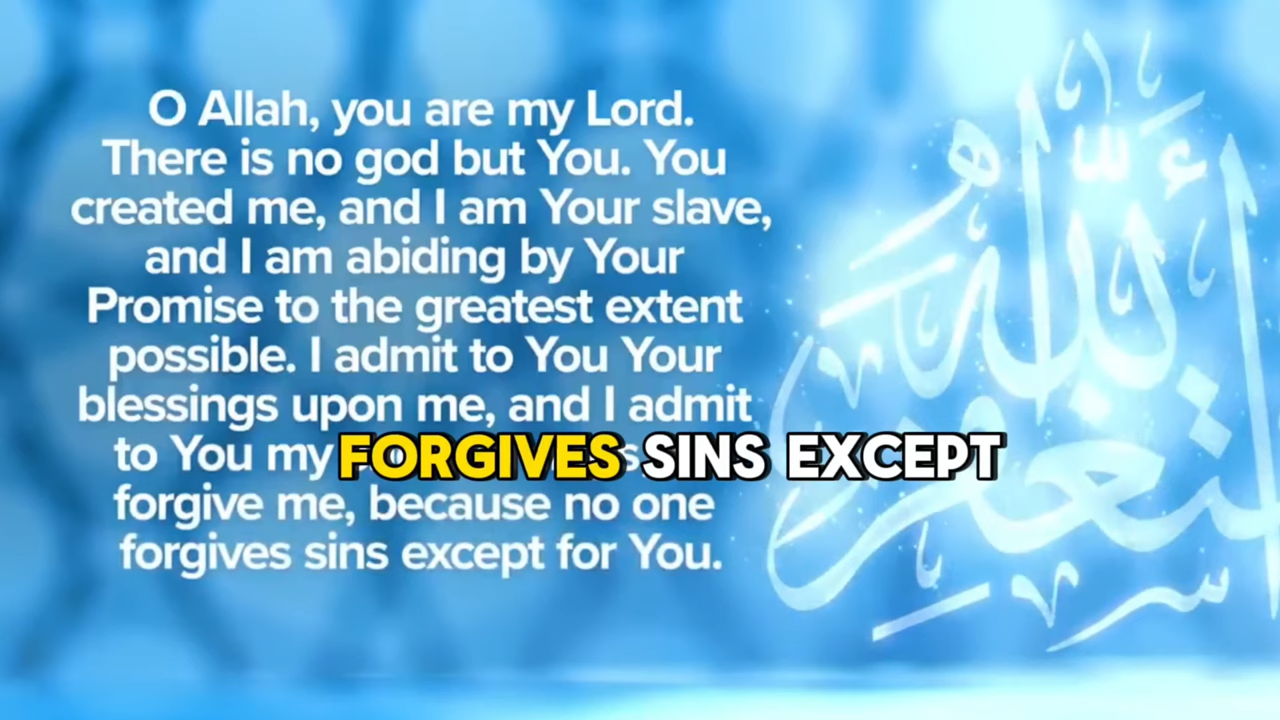 O Allah, you are my Lord.
There is no god but You. You
created me, and I am Your slave,
and I am abiding by Your
Promise to the greatest extent
possible. I admit to You Your
blessings upon me, and I admit
to You my
FORGIVES SINS EXCEPT
forgive me, because no one
forgives sins except for You.
أستغفر الله